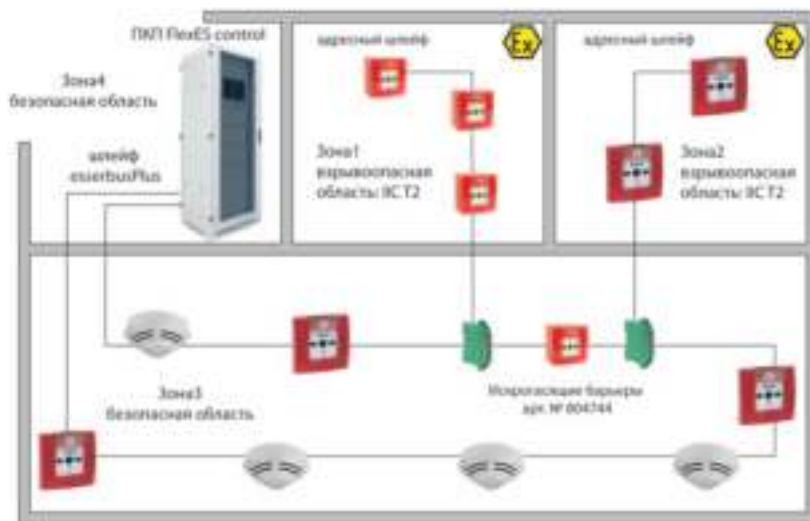 ПКП FlexES control
Зона4
безопасная область
шлейф
esserbusPlus
адресный шлейф
Ex
Зона1
взрывоопасная
область: IIC T2
адресный шлейф
Ex
Зона2
взрывоопасная
область: IIC T2
Искрогасящие барьеры
арт. № 804744
Зона3
безопасная область